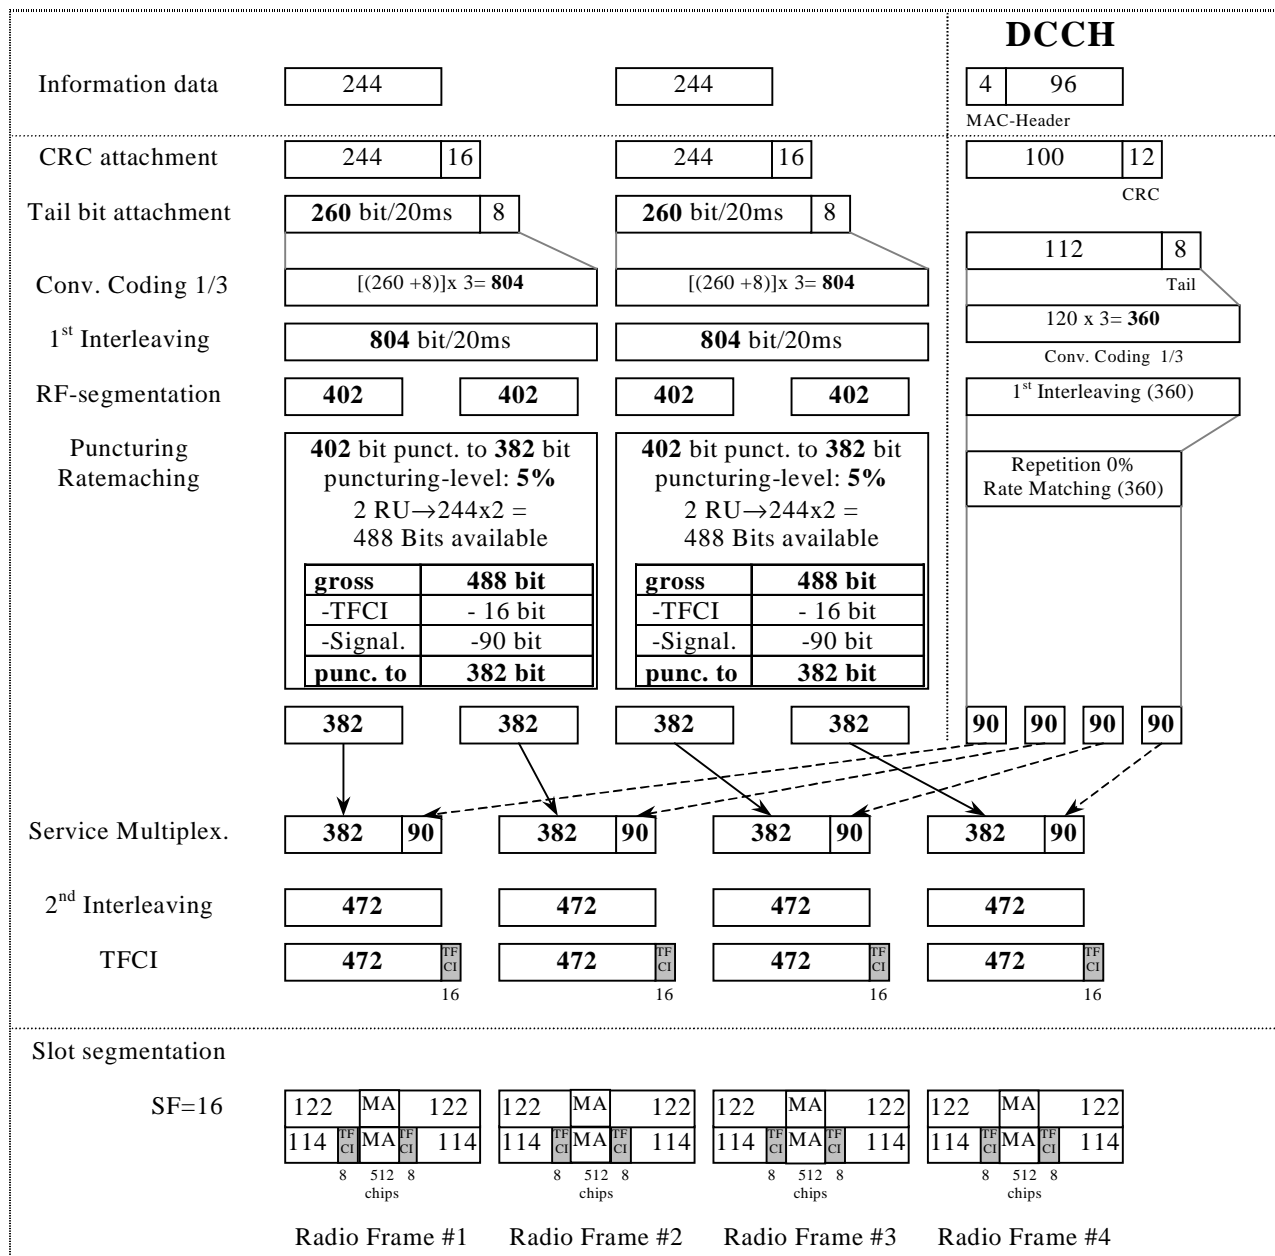 DCCH
Information data 244 244 4 96
MAC-Header
CRC attachment 244 16 244 16 100 12
CRC
Tail bit attachment 260 bit/20ms 8 260 bit/20ms 8
112 8
Tail
Conv. Coding 1/3 [(260 +8)]x 3= 804 [(260 +8)]x 3= 804
120 x 3= 360
Conv. Coding 1/3
1st Interleaving 804 bit/20ms 804 bit/20ms
RF-segmentation 402 402 402 402 1st Interleaving (360)
Puncturing
Ratemaching
402 bit punct. to 382 bit
puncturing-level: 5%
2 RU→244x2 =
488 Bits available
gross 488 bit
-TFCI - 16 bit
-Signal. -90 bit
punc. to 382 bit
402 bit punct. to 382 bit
puncturing-level: 5%
2 RU→244x2 =
488 Bits available
gross 488 bit
-TFCI - 16 bit
-Signal. -90 bit
punc. to 382 bit
Repetition 0%
Rate Matching (360)
382 382 382 382 90 90 90 90
Service Multiplex. 382 90 382 90 382 90 382 90
2nd Interleaving 472 472 472 472
TFCI 472 TF CI 472 TF CI 472 TF CI 472 TF CI
16 16 16 16
Slot segmentation
SF=16 122 MA 122 122 MA 122 122 MA 122 122 MA 122
114 TF CI MA TF CI 114 114 TF CI MA TF CI 114 114 TF CI MA TF CI 114 114 TF CI MA TF CI 114
8 512 8 8 512 8 8 512 8 8 512 8
chips chips chips chips
Radio Frame #1 Radio Frame #2 Radio Frame #3 Radio Frame #4